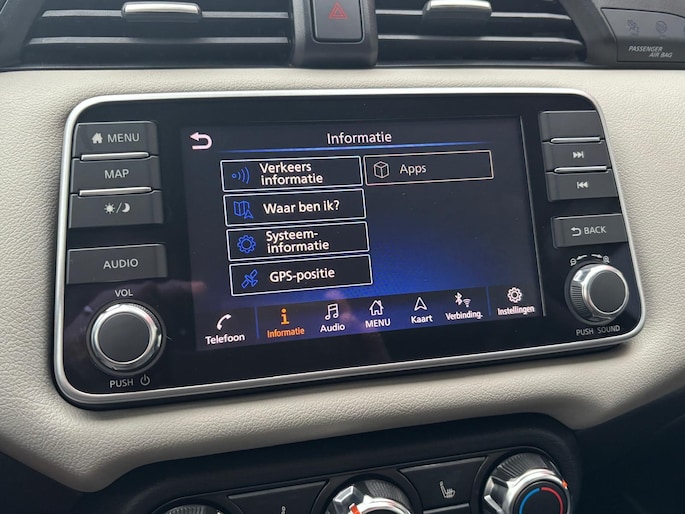 PASSENGER
AIR BAG
MENU
MAP
AUDIO
VOL
PUSH
Informatie
Verkeers
informatie
Apps
Waar ben ik?
Systeem-
informatie
GPS-positie
Telefoon
Informatie
Audio
MENU
Kaart
Verbinding.
Instellingen
BACK
PUSH SOUND